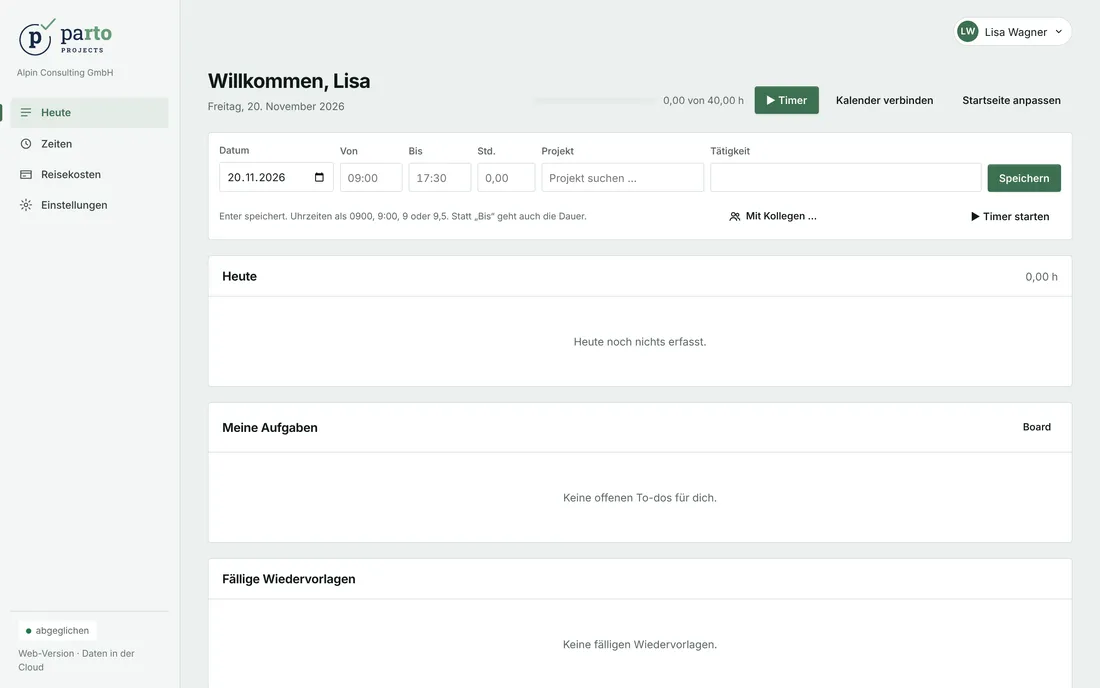 parto
PROJECTS
Alpin Consulting GmbH
Heute
Zeiten
Reisekosten
Einstellungen
abgeglichen
Web-Version · Daten in der
Cloud
LW Lisa Wagner
Willkommen, Lisa
Freitag, 20. November 2026
0,00 von 40,00 h
Timer
Kalender verbinden
Startseite anpassen
Datum Von Bis Std. Projekt Tätigkeit
20.11.2026 09:00 17:30 0,00 Projekt suchen ... Speichern
Enter speichert. Uhrzeiten als 0900, 9:00, 9 oder 9,5. Statt „Bis“ geht auch die Dauer.
Mit Kollegen ...
Timer starten
Heute 0,00 h
Heute noch nichts erfasst.
Meine Aufgaben Board
Keine offenen To-dos für dich.
Fällige Wiedervorlagen
Keine fälligen Wiedervorlagen.